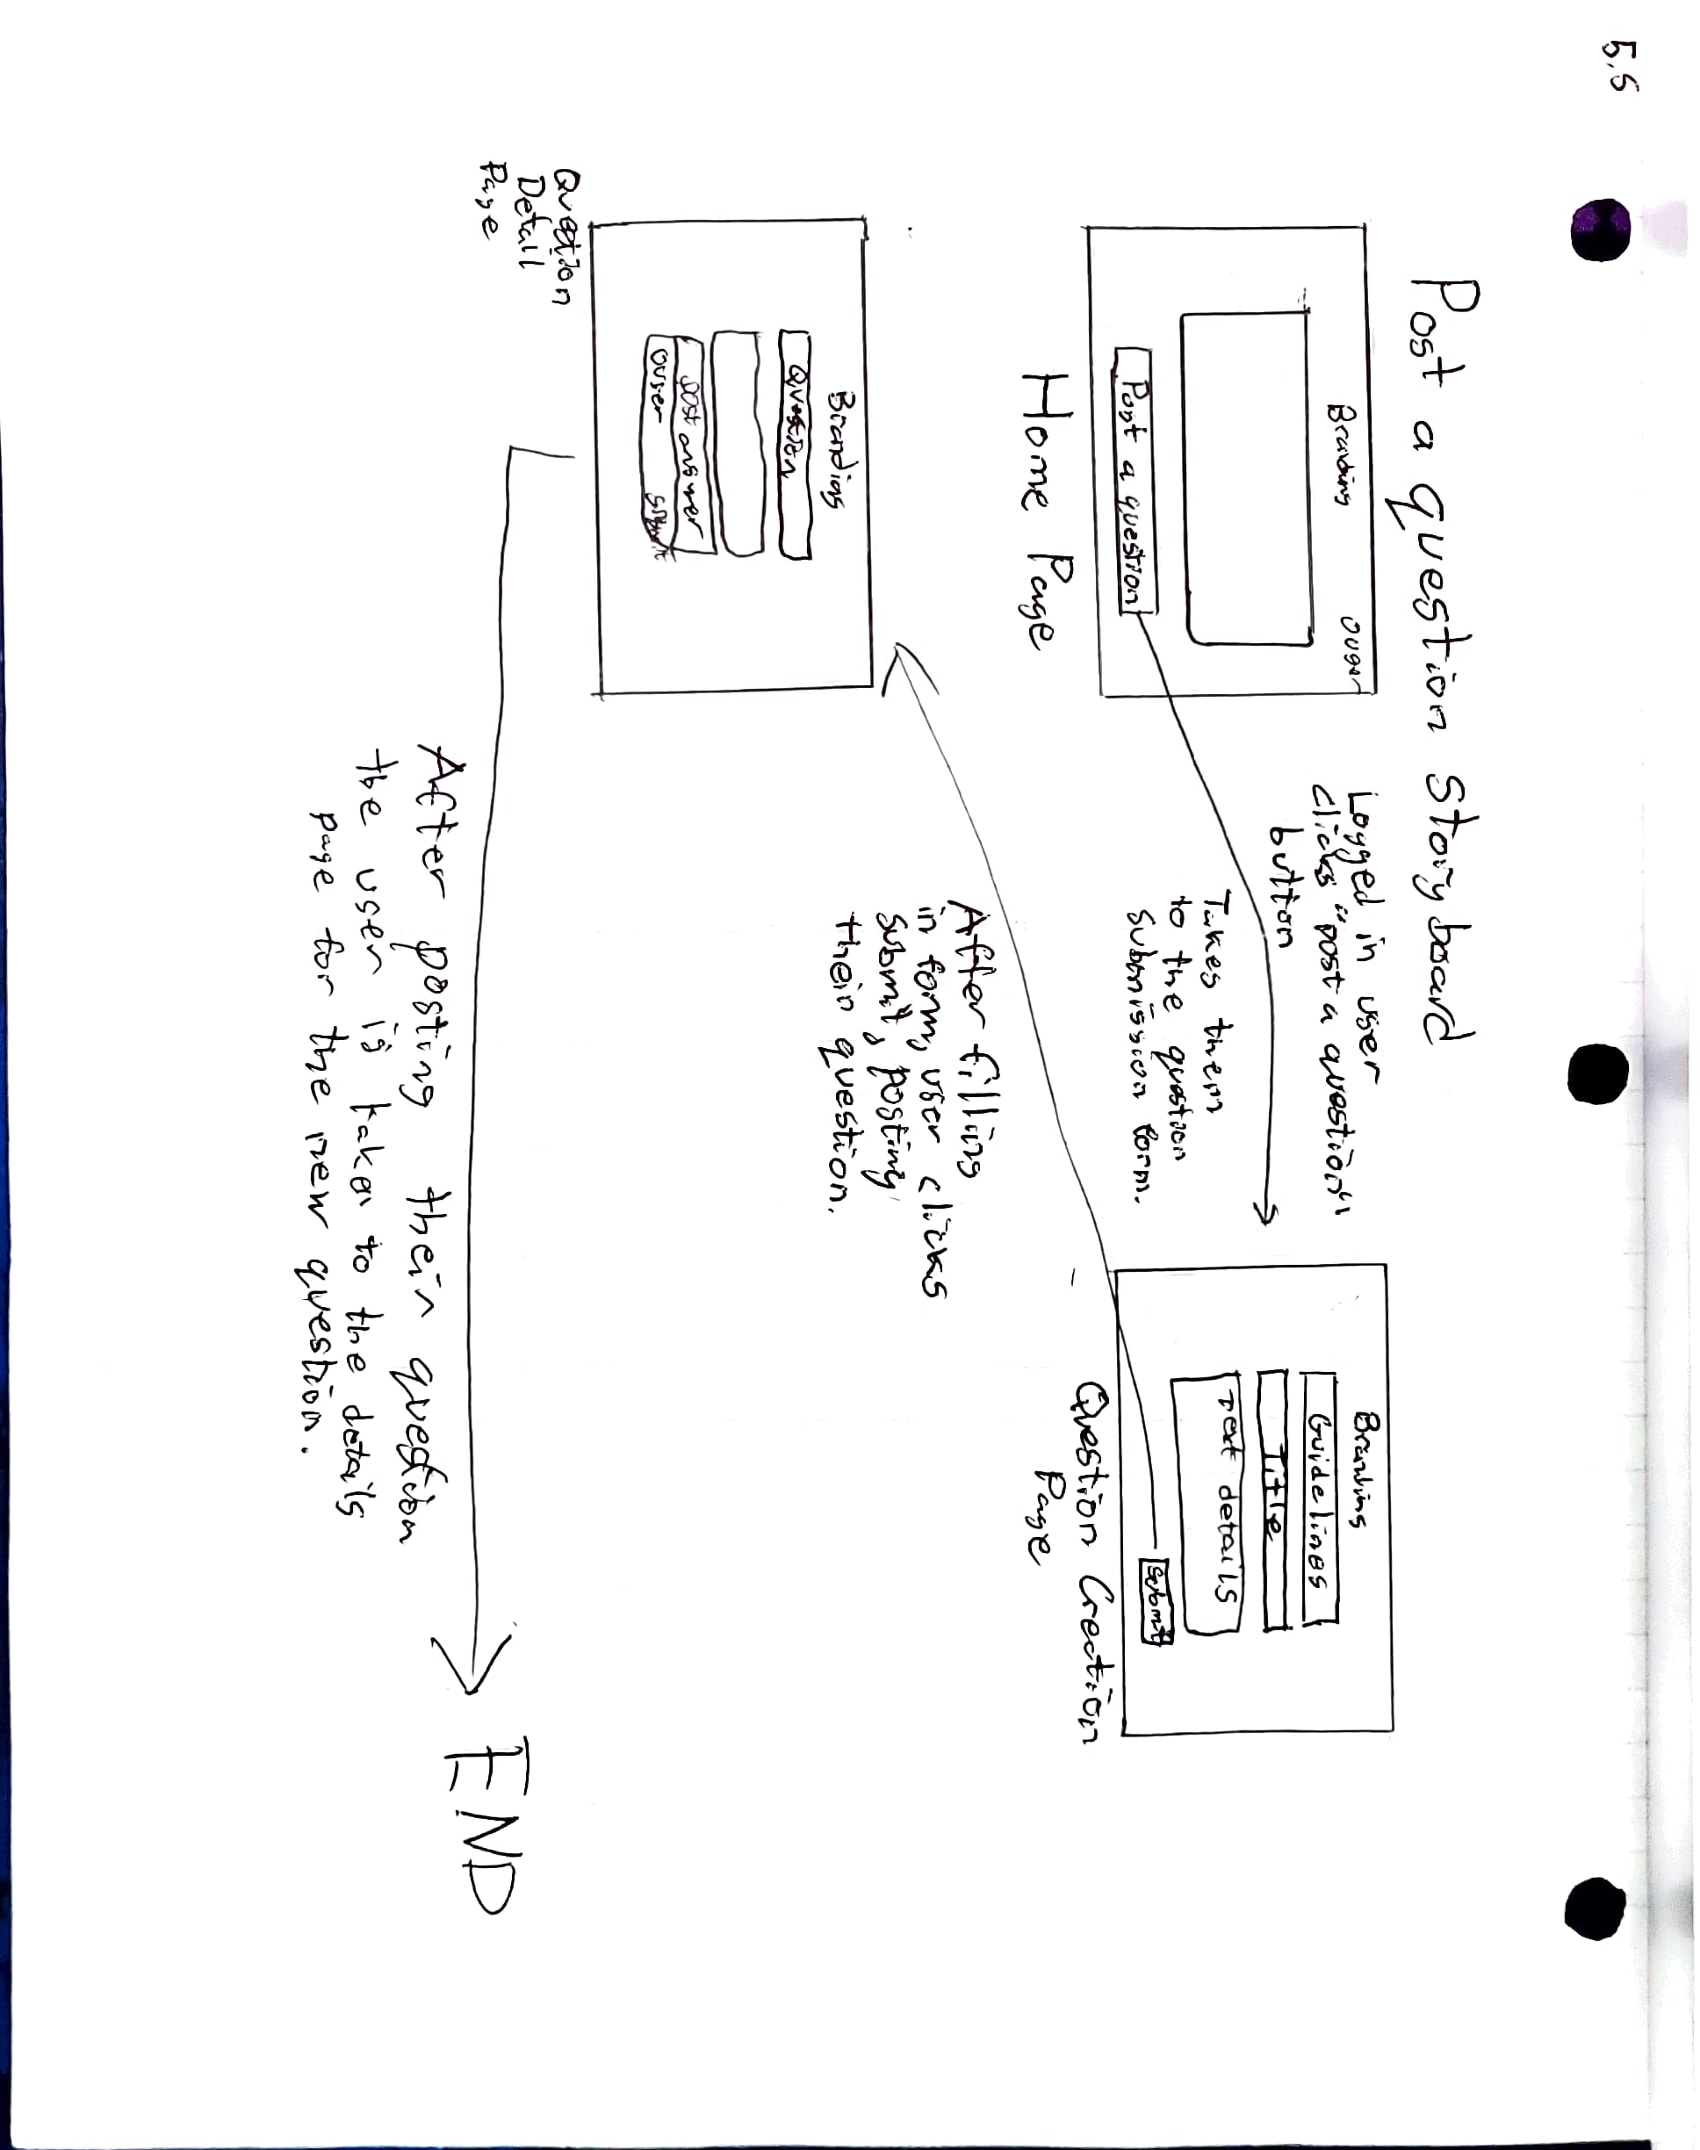 5.5
Post a question storyboard
Branding
O user
Post a question
Home Page
Logged in user
clicks "post a question"
button
Takes them
to the question
submission form.
Branding
Guidelines
Title
Text details
Submit
Question Creation
Page
After filling
in form, user clicks
submit, posting
their question.
Branding
Question
post answer
O user submit
Question
Detail
Page
END
After posting their question
the user is taken to the details
page for the new question.